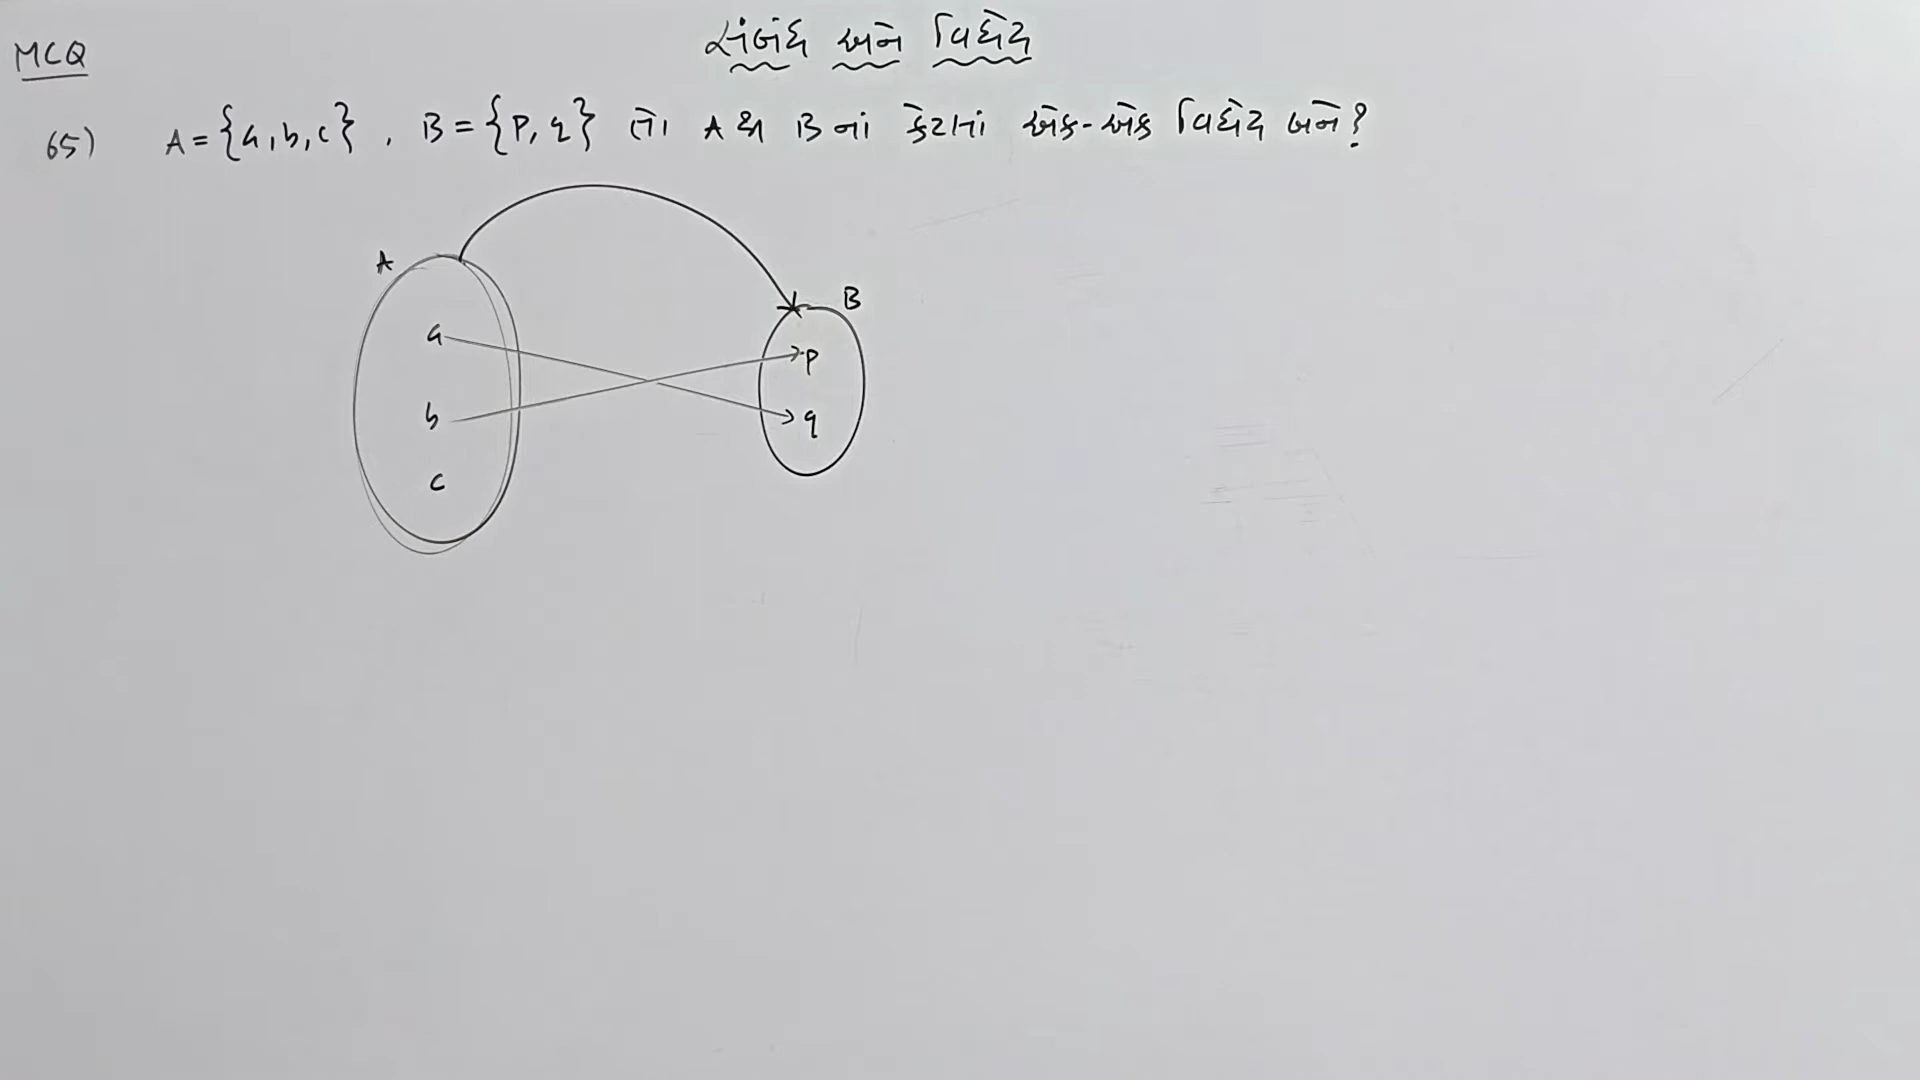 MCQ
સંબંધ અને વિધેય
65) A = {a, b, c} , B = {p, q} તો A થી B નાં કેટલાં એક-એક વિધેય બને?
A
B
a
p
b
q
c